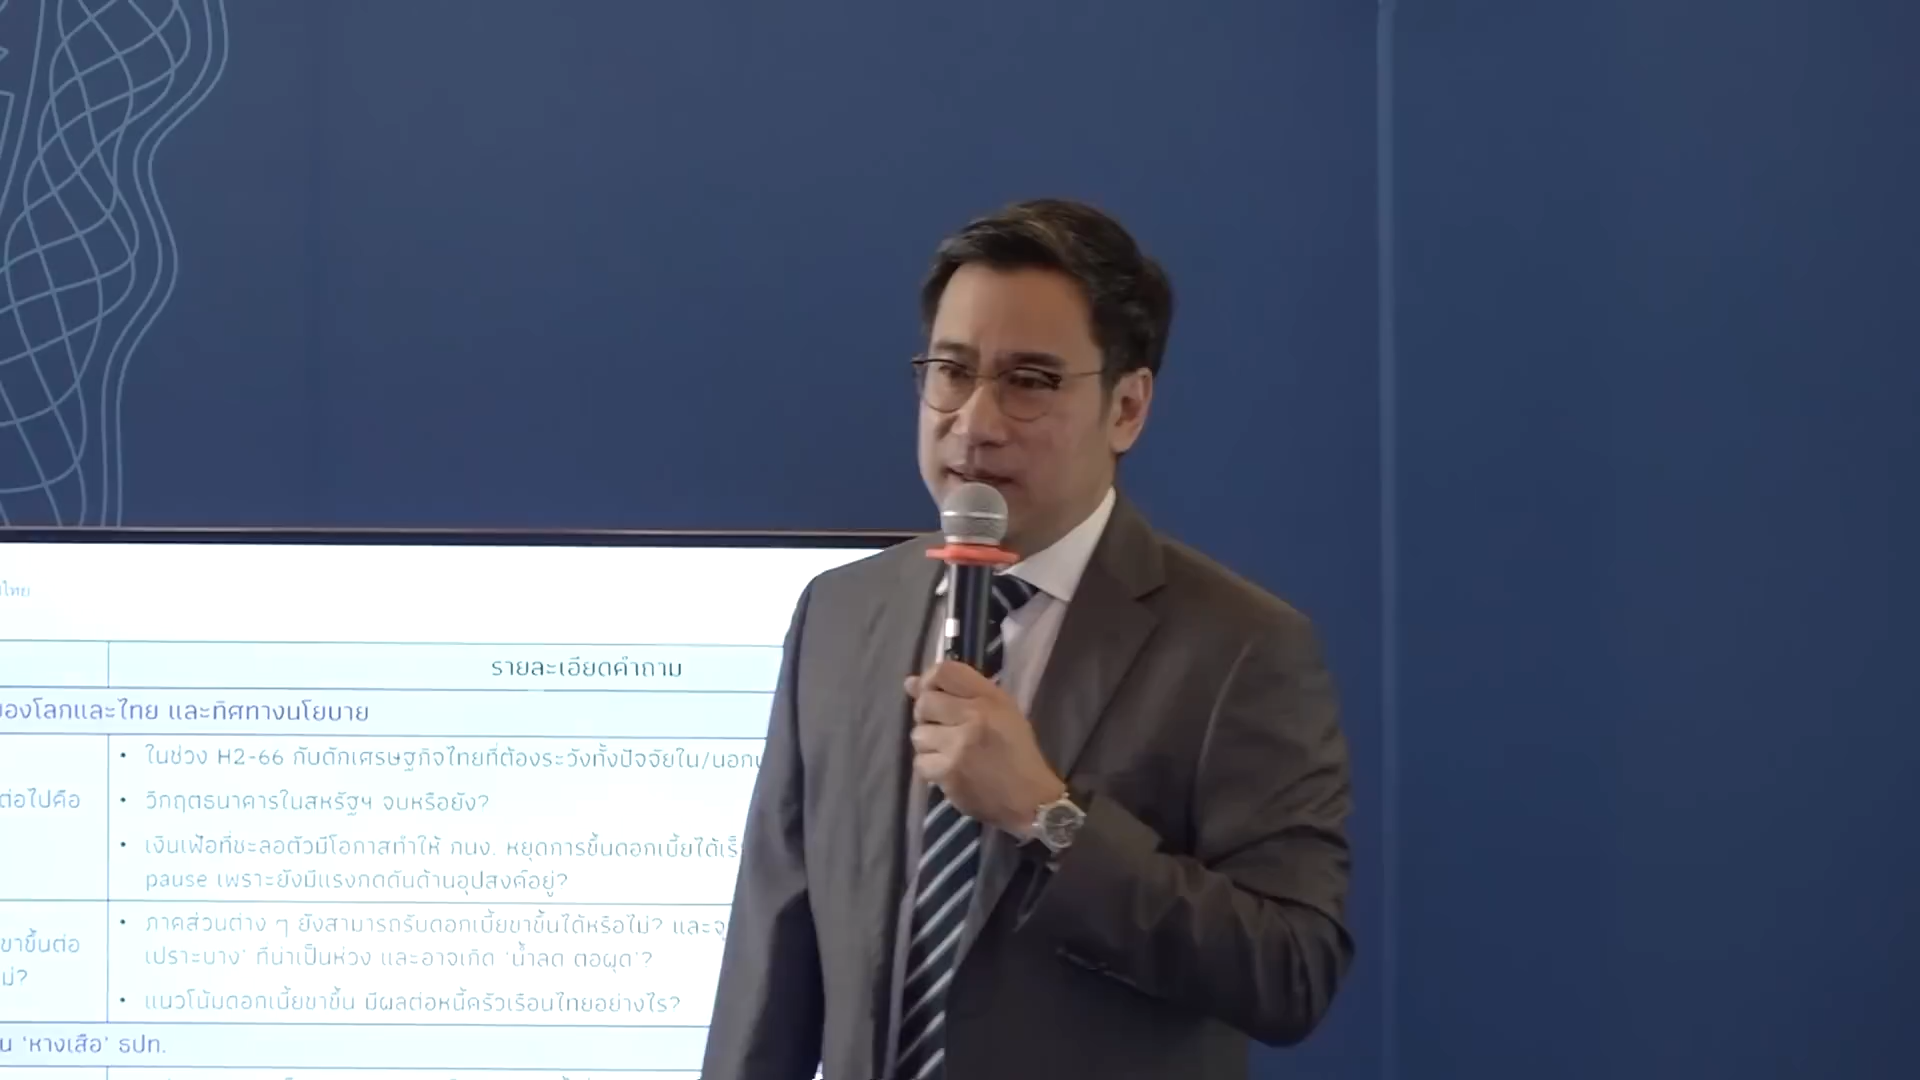 รายละเอียดคำถาม
ของโลกและไทย และทิศทางนโยบาย
• ในช่วง H2-66 กับดักเศรษฐกิจไทยที่ต้องระวังทั้งปัจจัยใน/นอก
ต่อไปคือ
• วิกฤตธนาคารในสหรัฐฯ จบหรือยัง?
• เงินเฟ้อที่ชะลอตัวมีโอกาสทำให้ กนง. หยุดการขึ้นดอกเบี้ยได้
pause เพราะยังมีแรงกดดันด้านอุปสงค์อยู่?
ขาขึ้นต่อ
• ภาคส่วนต่าง ๆ ยังสามารถรับดอกเบี้ยขาขึ้นได้หรือไม่? และ
เปราะบาง' ที่น่าเป็นห่วง และอาจเกิด 'น้ำลด ตอผุด'?
• แนวโน้มดอกเบี้ยขาขึ้น มีผลต่อหนี้ครัวเรือนไทยอย่างไร?
'หางเสือ' ธปท.